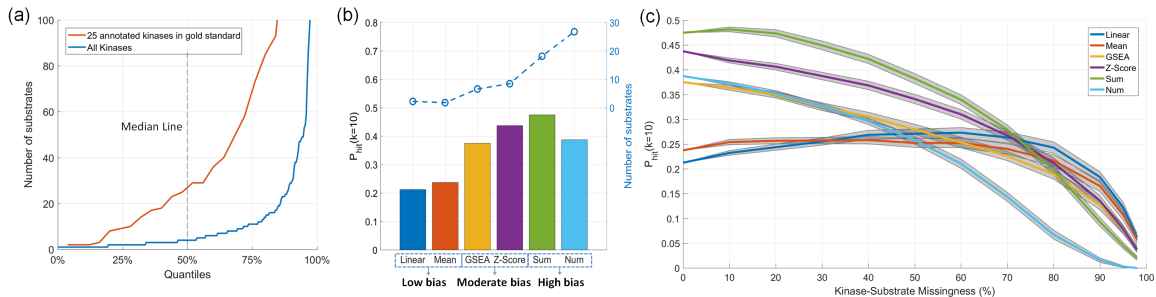 (a)
100
80
60
40
20
0
Number of substrates
25 annotated kinases in gold standard
All Kinases
Median Line
0 25% 50% 75% 100%
Quantiles
(b)
0.8
0.7
0.6
0.5
0.4
0.3
0.2
0.1
0
P_hit(k=10)
30
20
10
0
Number of substrates
Linear Mean GSEA Z-Score Sum Num
Low bias Moderate bias High bias
(c)
0.5
0.45
0.4
0.35
0.3
0.25
0.2
0.15
0.1
0.05
0
P_hit(k=10)
Linear
Mean
GSEA
Z-Score
Sum
Num
0 10 20 30 40 50 60 70 80 90 100
Kinase-Substrate Missingness (%)